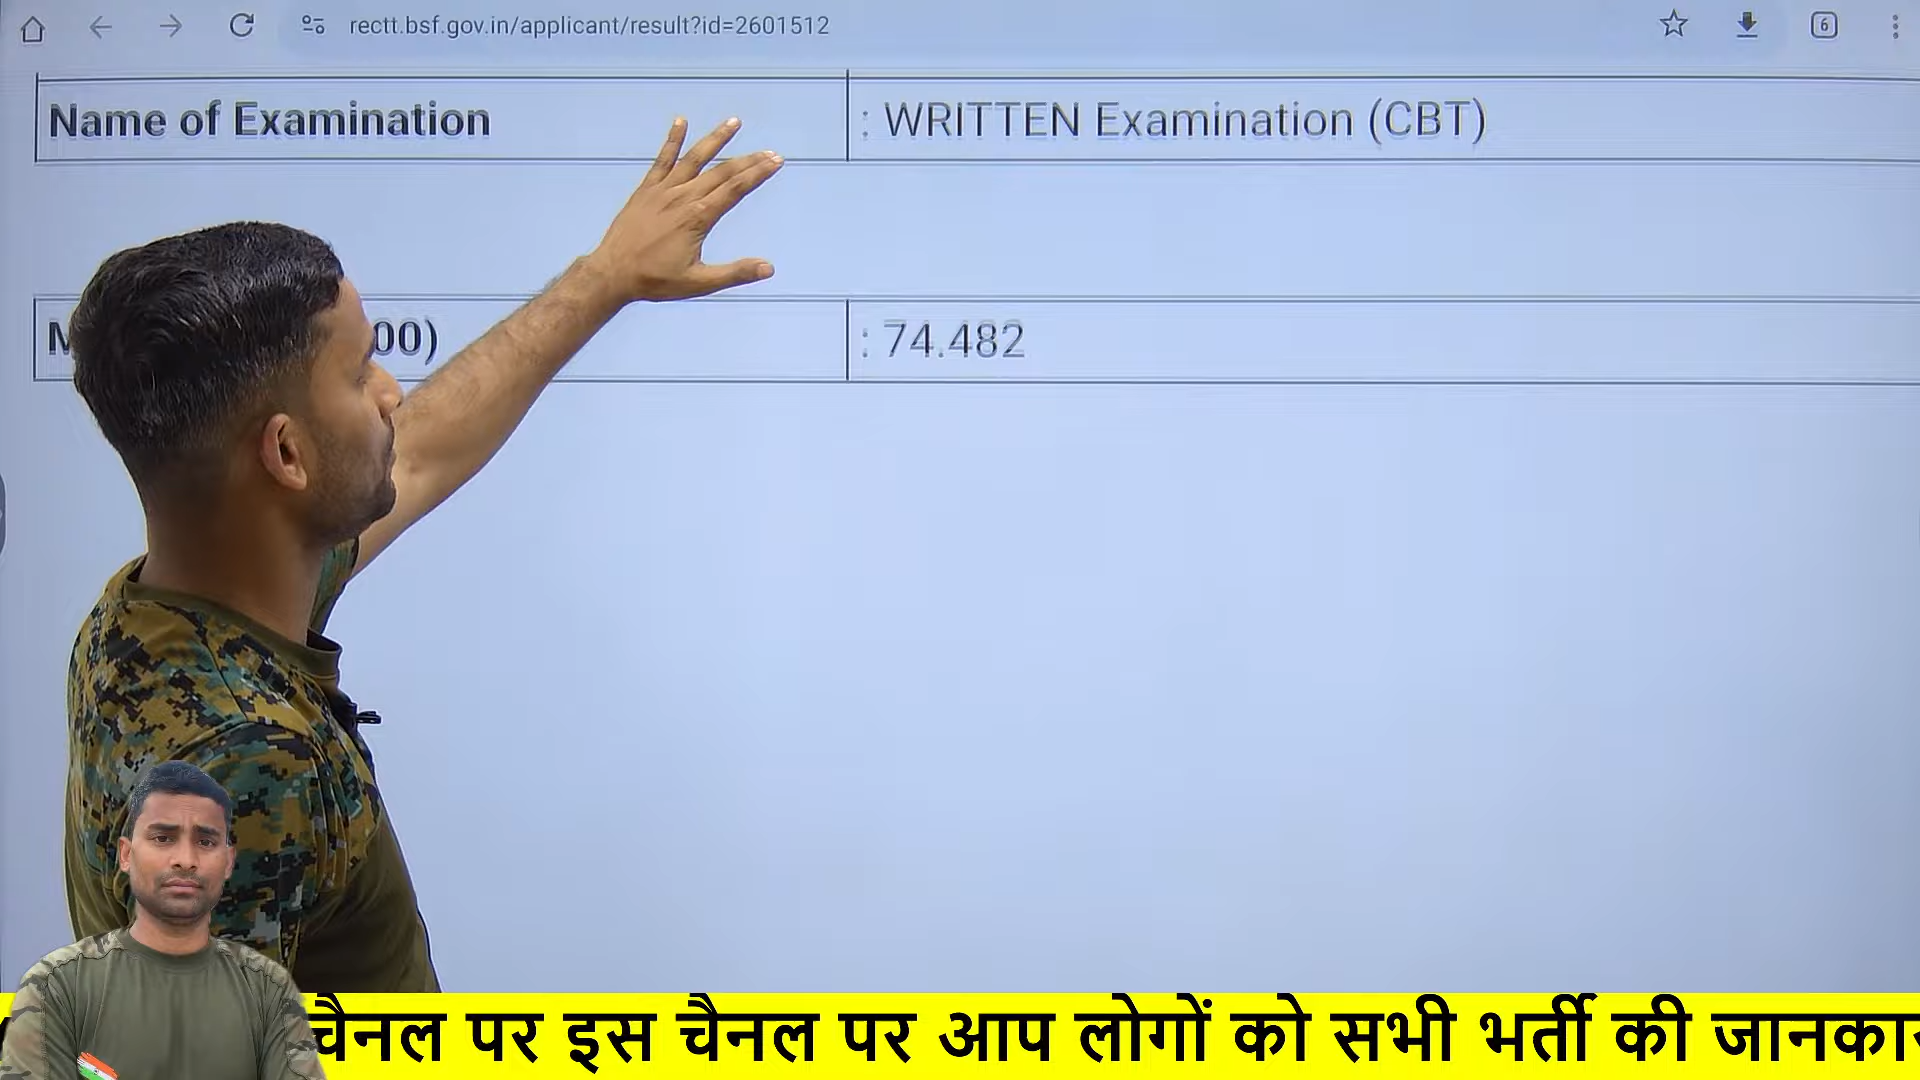 rectt.bsf.gov.in/applicant/result?id=2601512
6
Name of Examination : WRITTEN Examination (CBT)
00) : 74.482
चैनल पर इस चैनल पर आप लोगों को सभी भर्ती की